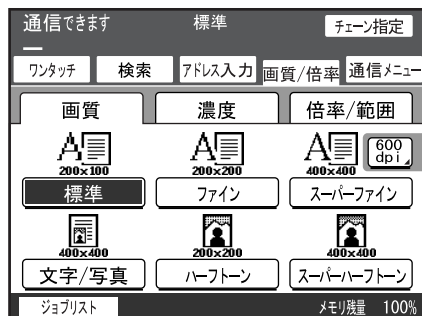 通信できます 標準 チェーン指定
ワンタッチ 検索 アドレス入力 画質/倍率 通信メニュー
画質 濃度 倍率/範囲
A A A 600
200×100 200×200 400×400 dpi
標準 ファイン スーパーファイン
400×400 200×200 400×400
文字/写真 ハーフトーン スーパーハーフトーン
ジョブリスト メモリ残量 100%